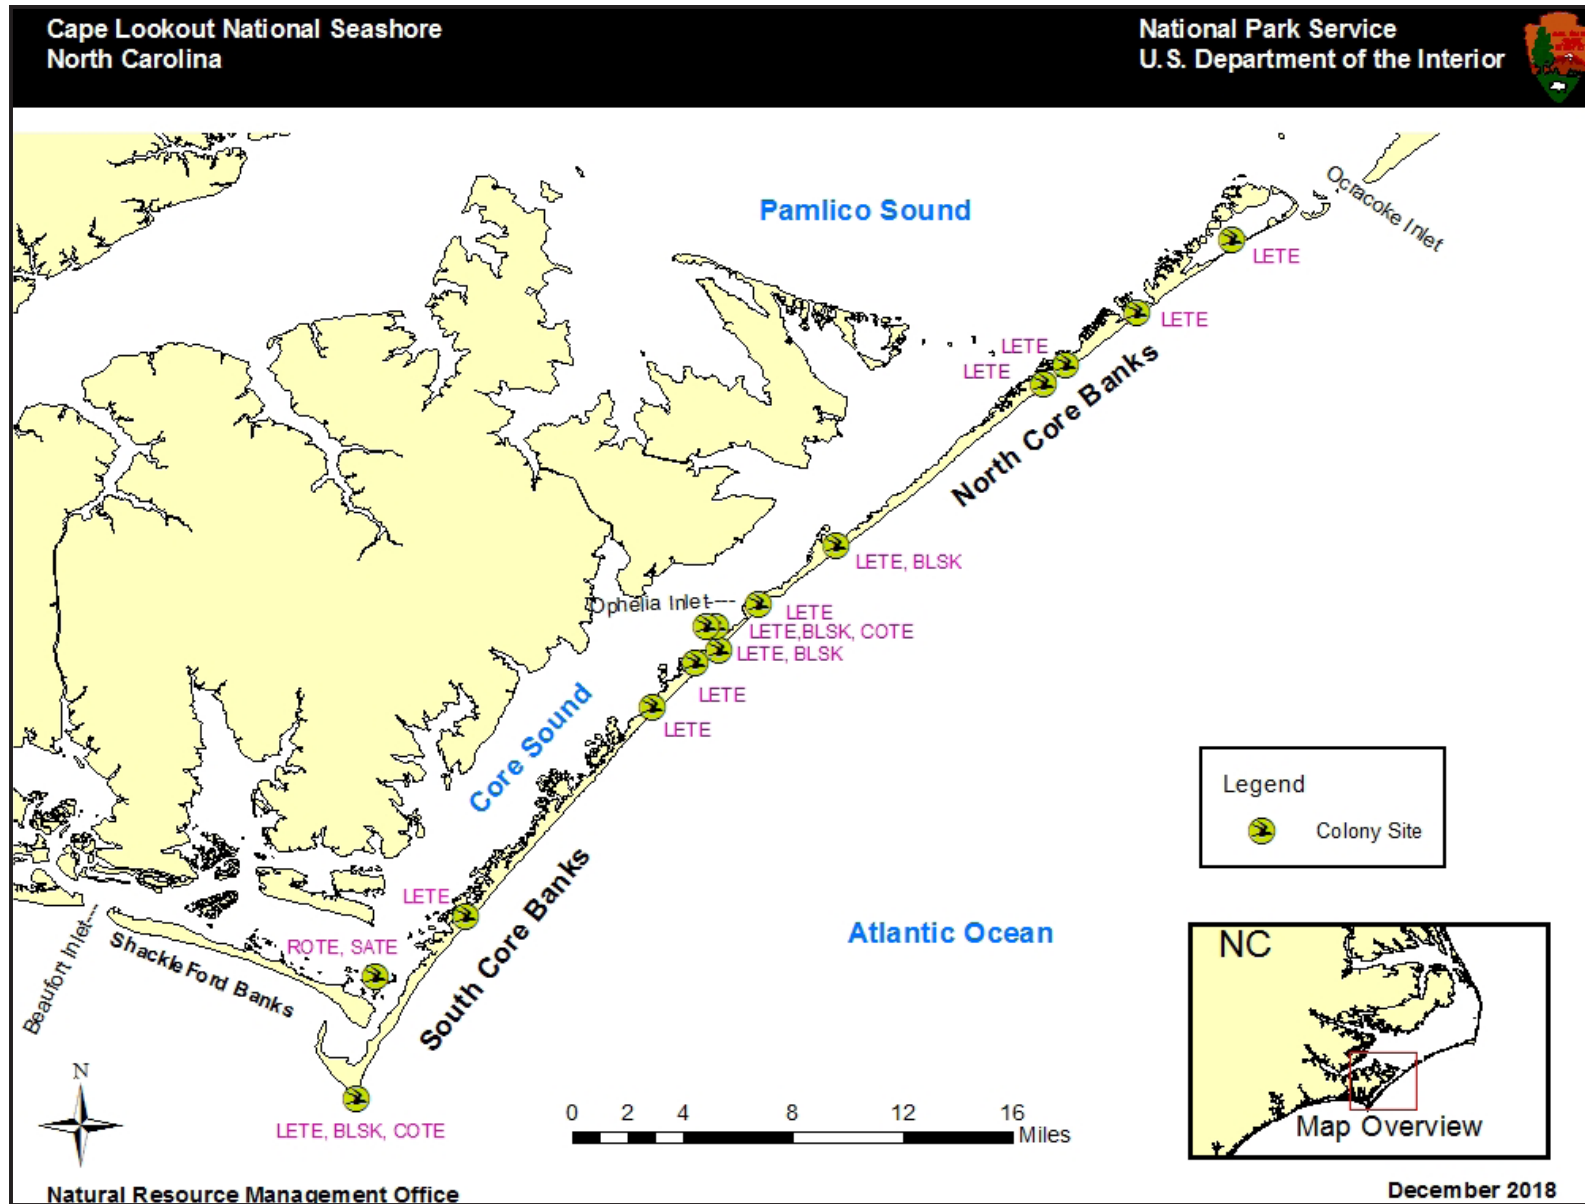 Cape Lookout National Seashore
North Carolina
National Park Service
U.S. Department of the Interior
Pamlico Sound
Ocracoke Inlet
LETE
LETE
LETE
LETE
North Core Banks
LETE, BLSK
Ophelia Inlet----
LETE
LETE,BLSK, COTE
LETE, BLSK
LETE
LETE
Core Sound
Legend
Colony Site
LETE
South Core Banks
ROTE, SATE
Beaufort Inlet----
Shackle Ford Banks
Atlantic Ocean
NC
Map Overview
N
LETE, BLSK, COTE
0 2 4 8 12 16
Miles
Natural Resource Management Office
December 2018